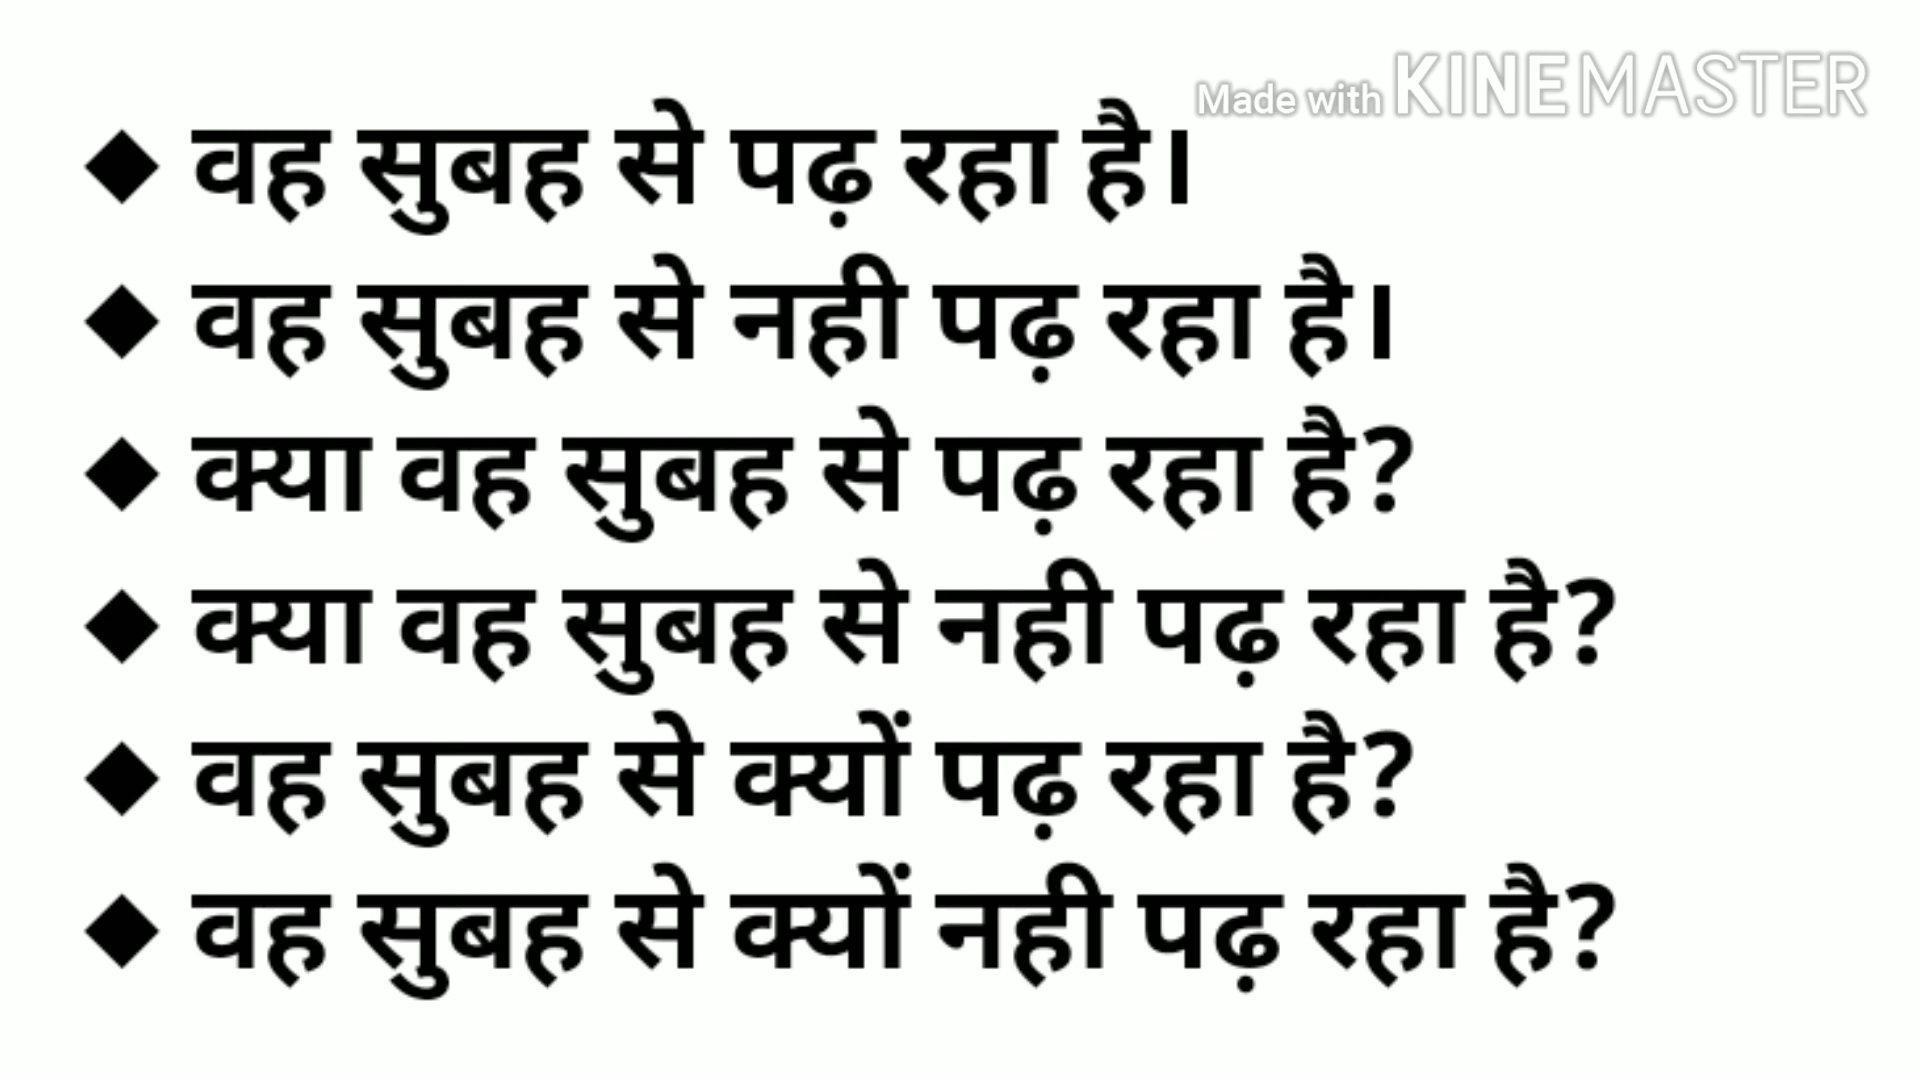 Made with KINEMASTER
◆ वह सुबह से पढ़ रहा है।
◆ वह सुबह से नही पढ़ रहा है।
◆ क्या वह सुबह से पढ़ रहा है?
◆ क्या वह सुबह से नही पढ़ रहा है?
◆ वह सुबह से क्यों पढ़ रहा है?
◆ वह सुबह से क्यों नही पढ़ रहा है?